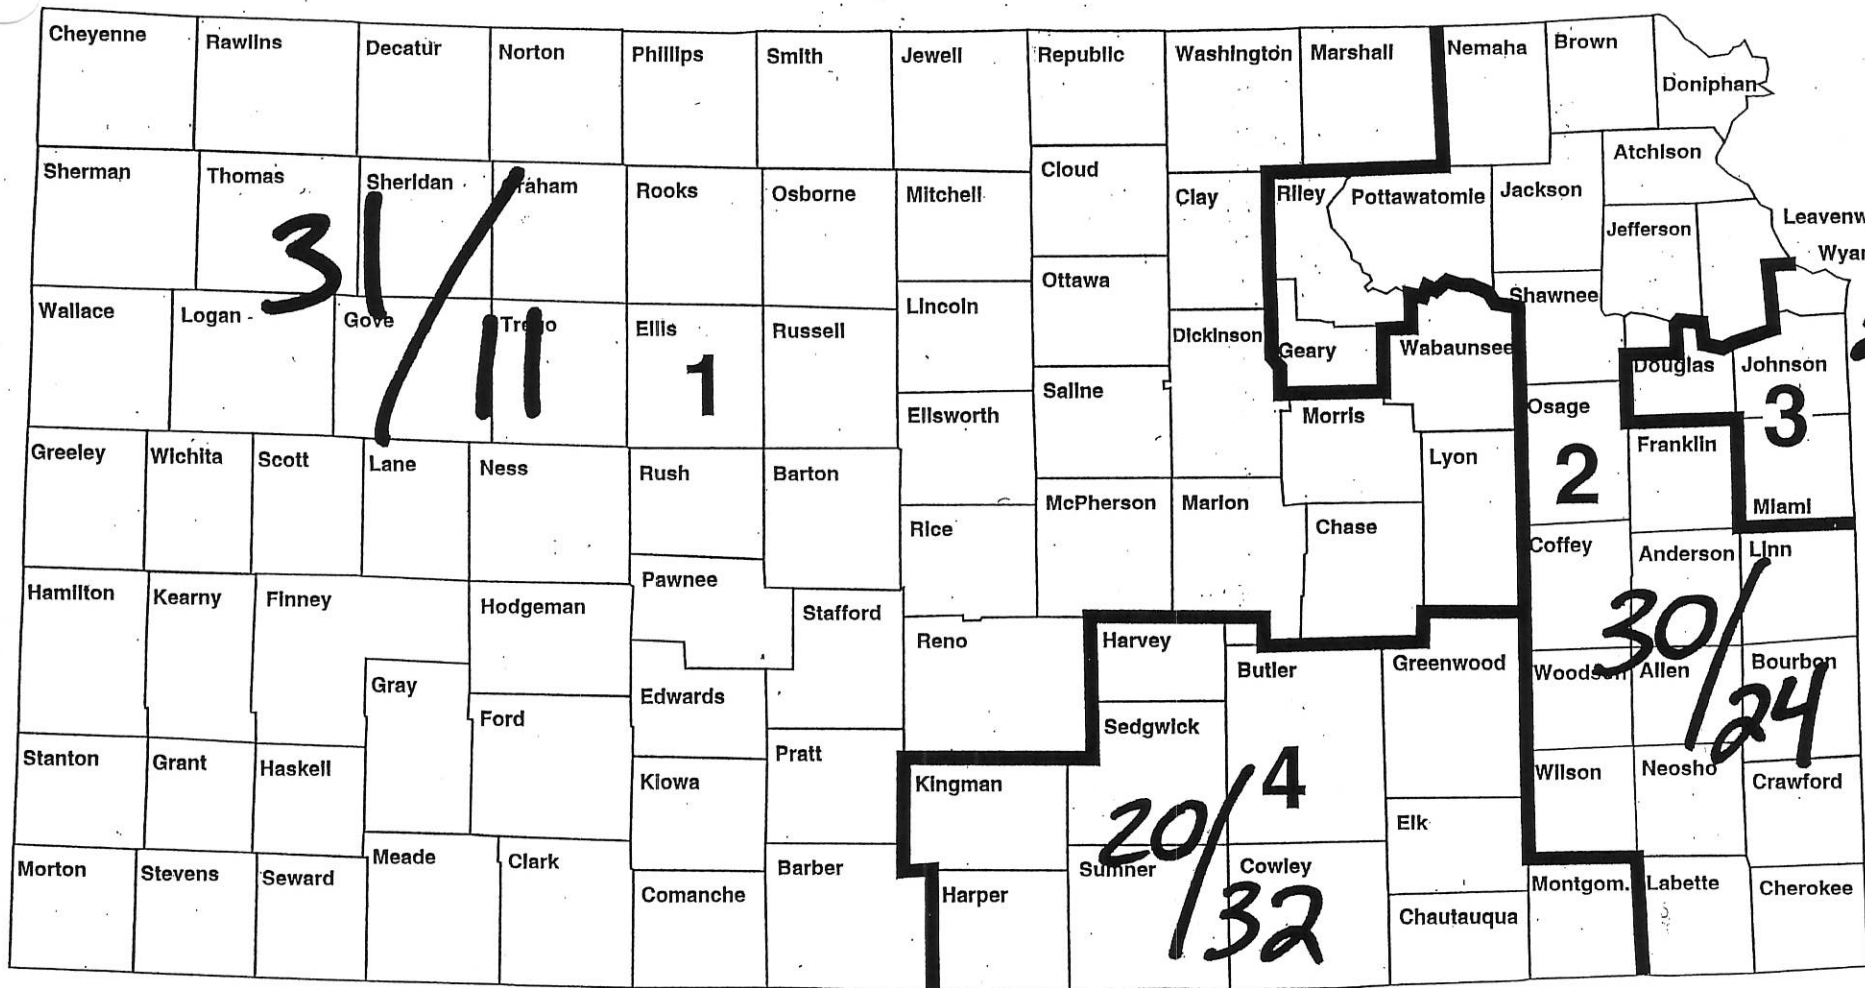 Cheyenne Rawlins Decatur Norton Phillips Smith Jewell Republic Washington Marshall Nemaha Brown
Doniphan
Sherman Thomas Sheridan raham Rooks Osborne Mitchell Cloud Clay Riley Pottawatomie Jackson Atchison
Jefferson Leavenw
Wyan
31/11
Wallace Logan Gove Trego Ellis Russell Lincoln Ottawa Dickinson Geary Wabaunsee Shawnee Douglas Johnson
1
3
Greeley Wichita Scott Lane Ness Rush Barton Ellsworth Saline Morris Lyon Osage Franklin Miami
2
Rice McPherson Marion Chase Coffey Anderson Linn
Hamilton Kearny Finney Hodgeman Pawnee Stafford Reno Harvey Butler Greenwood Woodson Allen Bourbon
30/24
Gray Ford Edwards Sedgwick
4
Stanton Grant Haskell Kiowa Pratt Kingman Elk Wilson Neosho Crawford
20/32
Morton Stevens Seward Meade Clark Comanche Barber Harper Sumner Cowley Chautauqua Montgom. Labette Cherokee